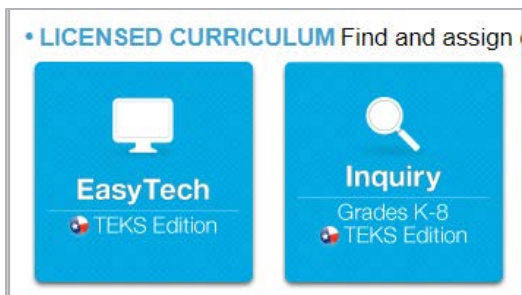 • LICENSED CURRICULUM Find and assign
EasyTech
TEKS Edition
Inquiry
Grades K-8
TEKS Edition